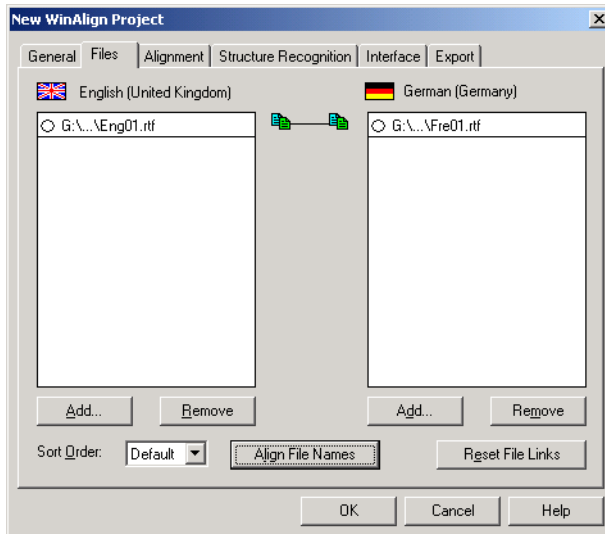 New WinAlign Project
General Files Alignment Structure Recognition Interface Export
English (United Kingdom) German (Germany)
G:\...\Eng01.rtf G:\...\Fre01.rtf
Add... Remove Add... Remove
Sort Order: Default Align File Names Reset File Links
OK Cancel Help